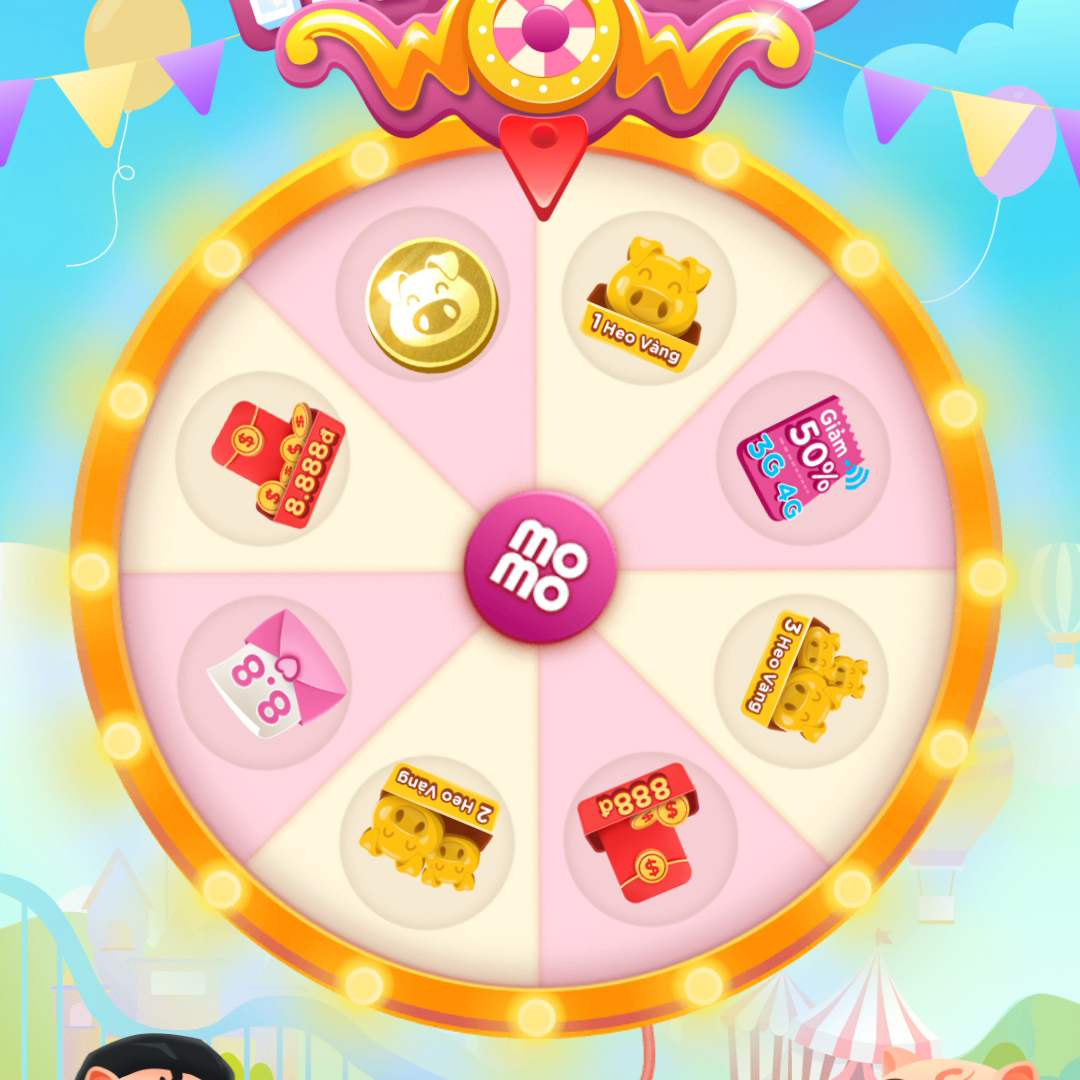 WOW
1 Heo Vàng
Giảm
50%
3G 4G
8.888đ
momo
3 Heo Vàng
8.8
2 Heo Vàng
888đ